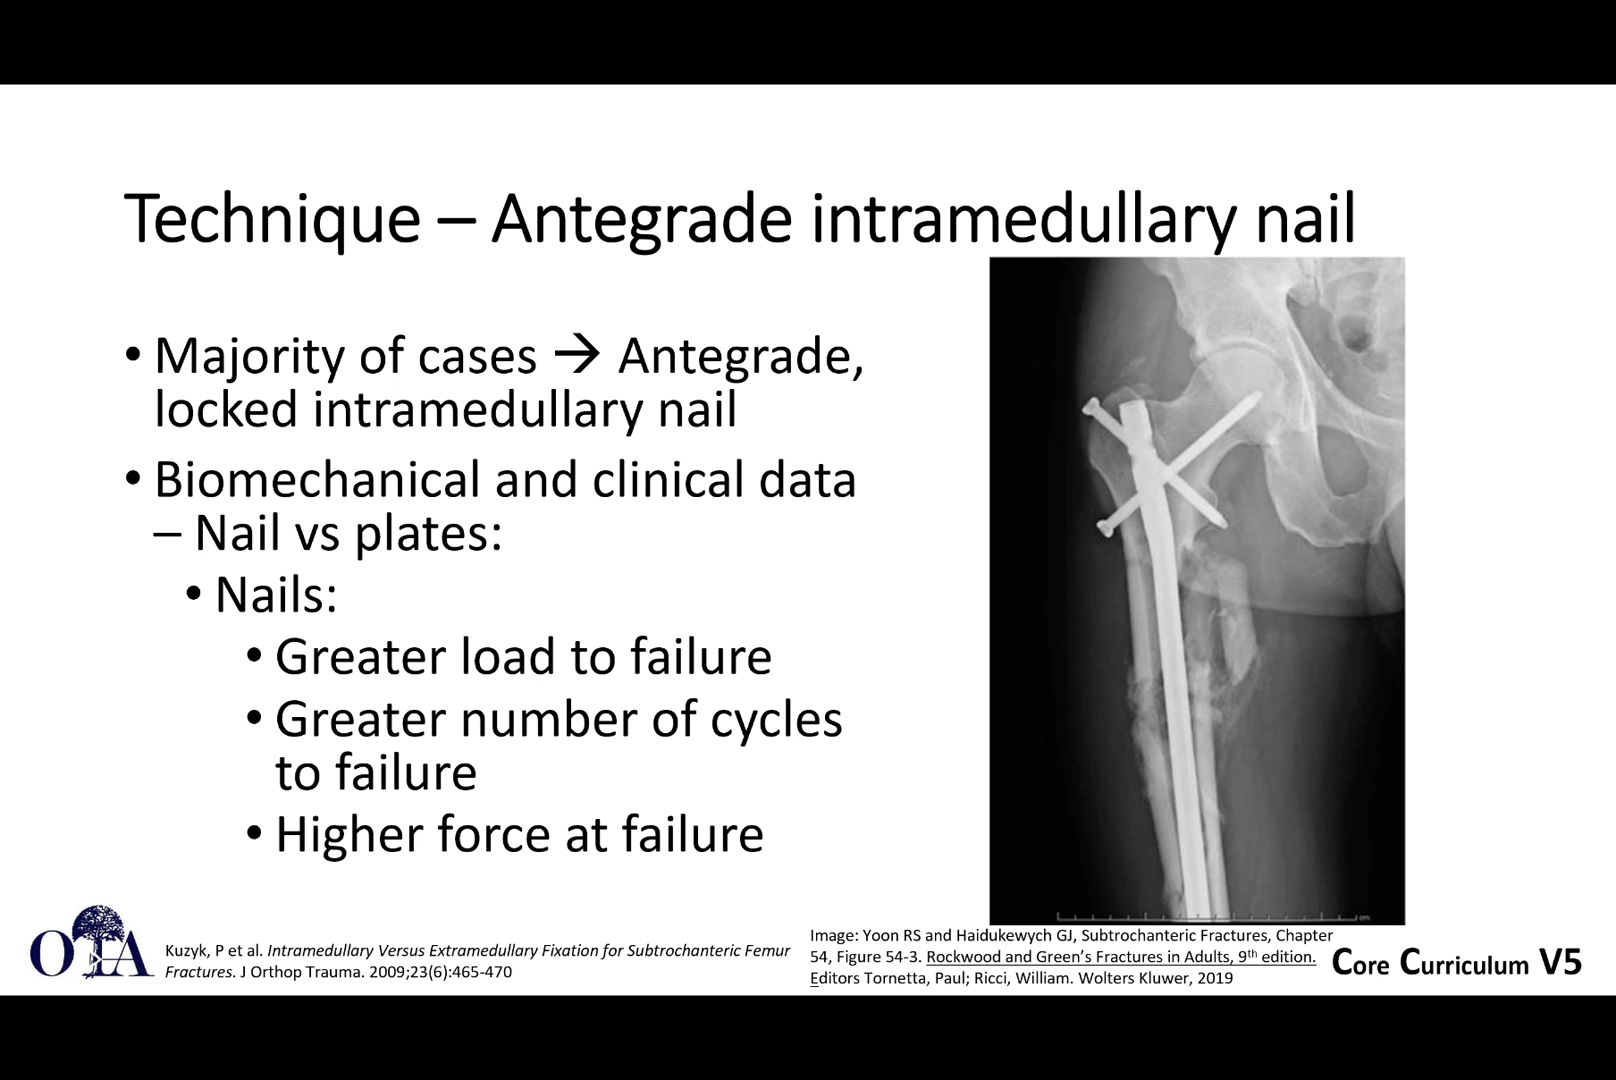 Technique – Antegrade intramedullary nail
• Majority of cases → Antegrade,
locked intramedullary nail
• Biomechanical and clinical data
– Nail vs plates:
• Nails:
• Greater load to failure
• Greater number of cycles
to failure
• Higher force at failure
OTA
Kuzyk, P et al. Intramedullary Versus Extramedullary Fixation for Subtrochanteric Femur
Fractures. J Orthop Trauma. 2009;23(6):465-470
Image: Yoon RS and Haidukewych GJ, Subtrochanteric Fractures, Chapter
54, Figure 54-3. Rockwood and Green’s Fractures in Adults, 9th edition.
Editors Tornetta, Paul; Ricci, William. Wolters Kluwer, 2019
Core Curriculum V5
cm